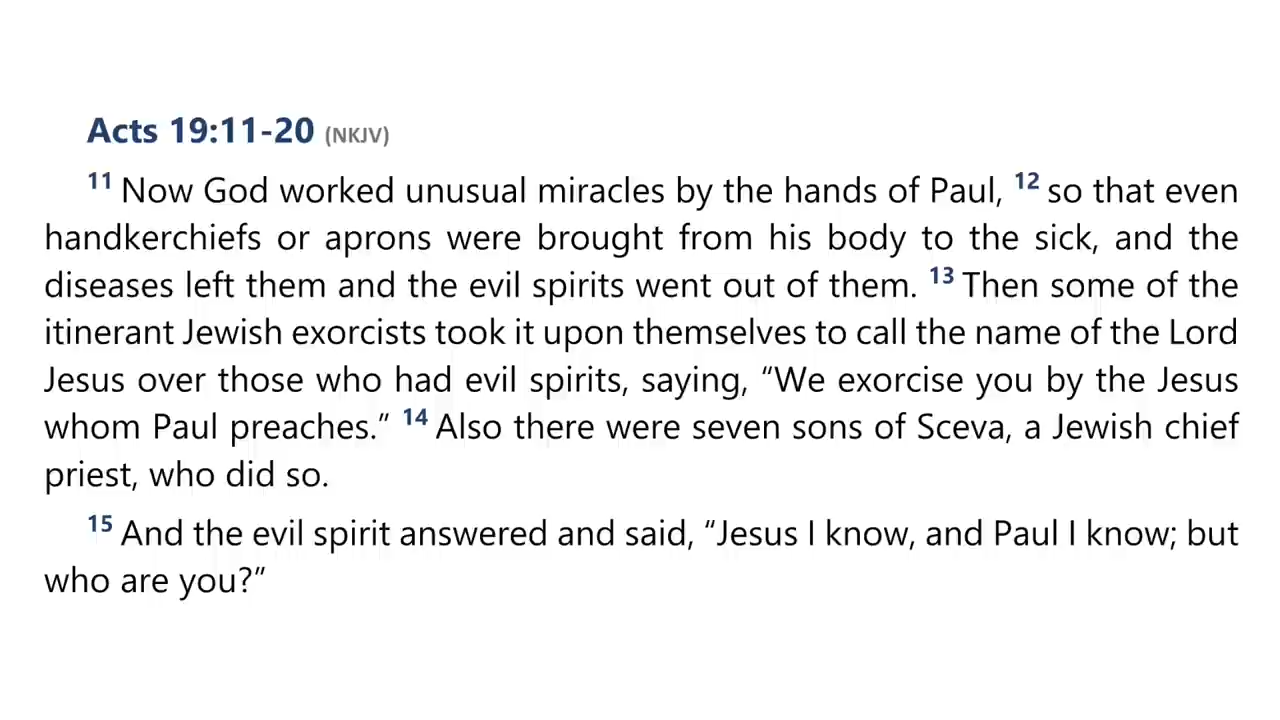 Acts 19:11-20 (NKJV)
11 Now God worked unusual miracles by the hands of Paul, 12 so that even
handkerchiefs or aprons were brought from his body to the sick, and the
diseases left them and the evil spirits went out of them. 13 Then some of the
itinerant Jewish exorcists took it upon themselves to call the name of the Lord
Jesus over those who had evil spirits, saying, “We exorcise you by the Jesus
whom Paul preaches.” 14 Also there were seven sons of Sceva, a Jewish chief
priest, who did so.
15 And the evil spirit answered and said, “Jesus I know, and Paul I know; but
who are you?”